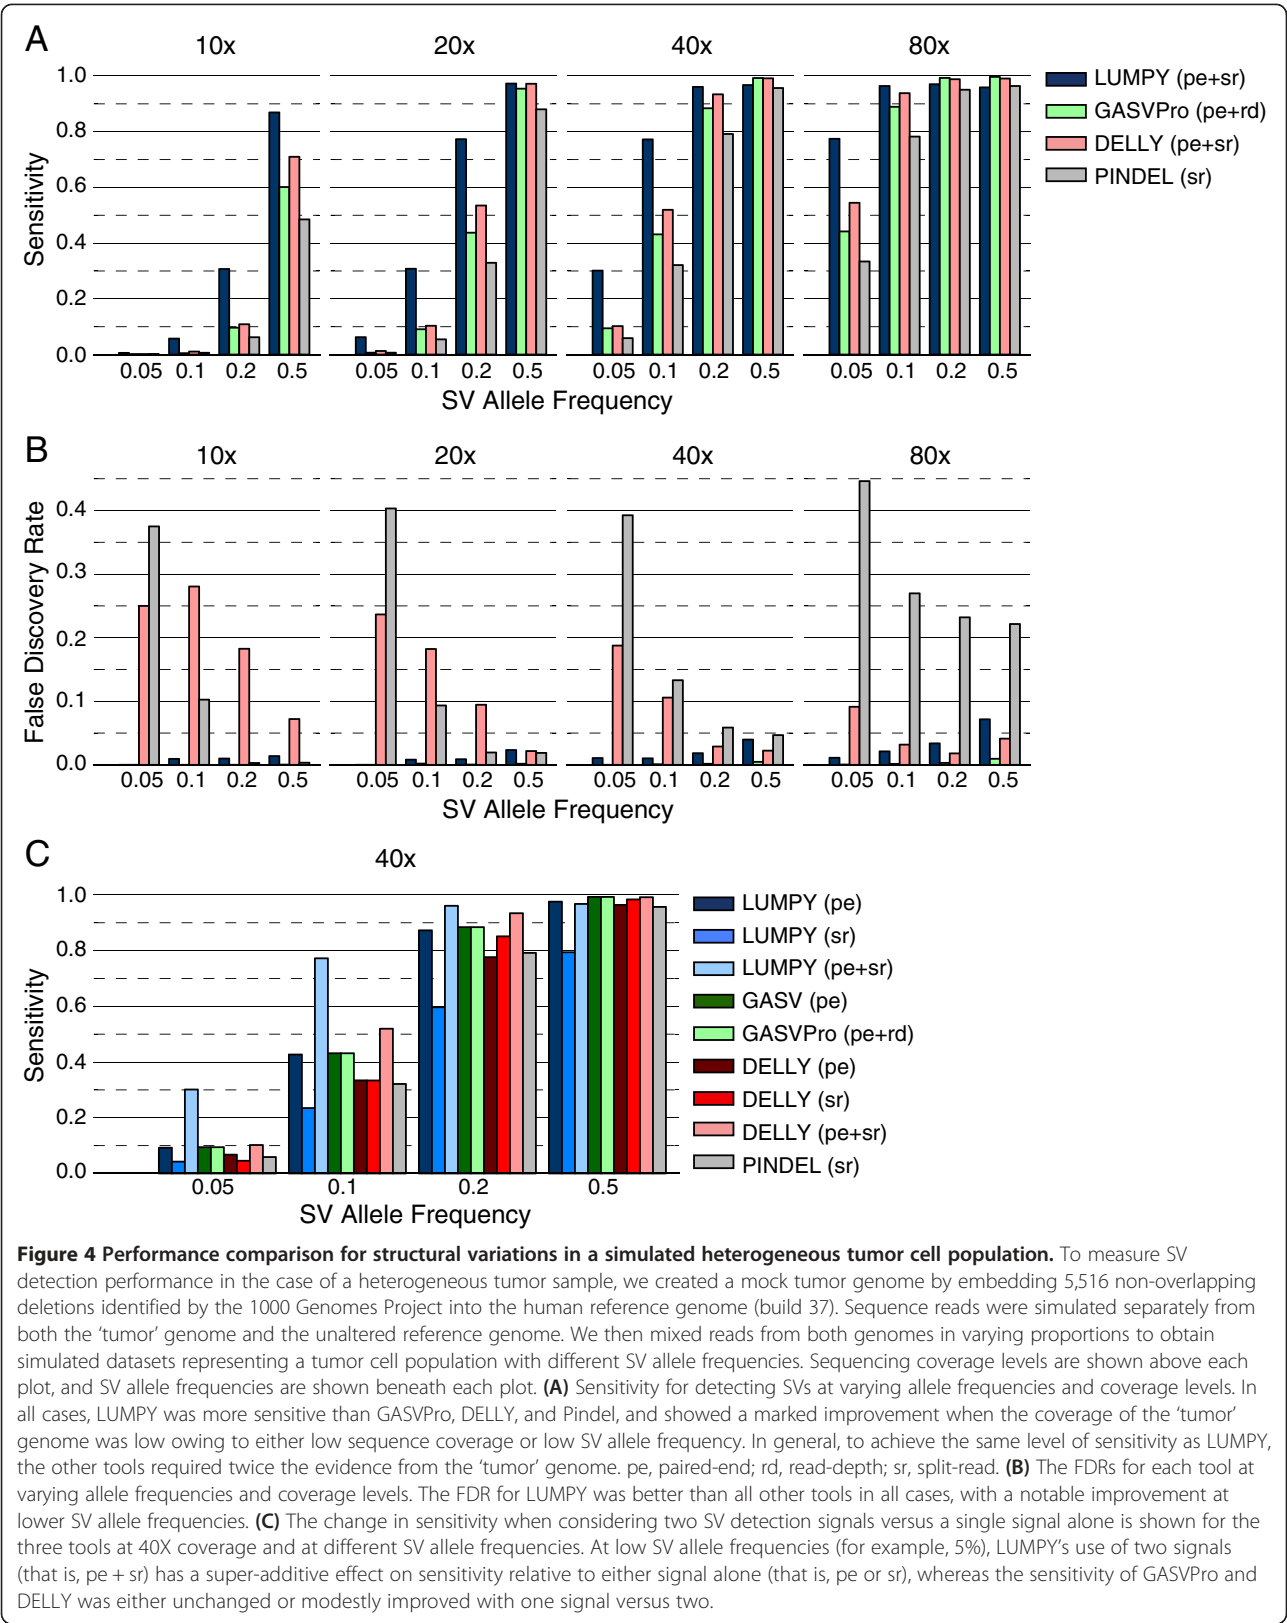 A
10x 20x 40x 80x
Sensitivity
1.0
0.8
0.6
0.4
0.2
0.0
0.05 0.1 0.2 0.5 0.05 0.1 0.2 0.5 0.05 0.1 0.2 0.5 0.05 0.1 0.2 0.5
SV Allele Frequency
LUMPY (pe+sr)
GASVPro (pe+rd)
DELLY (pe+sr)
PINDEL (sr)
B
10x 20x 40x 80x
False Discovery Rate
0.4
0.3
0.2
0.1
0.0
0.05 0.1 0.2 0.5 0.05 0.1 0.2 0.5 0.05 0.1 0.2 0.5 0.05 0.1 0.2 0.5
SV Allele Frequency
C
40x
Sensitivity
1.0
0.8
0.6
0.4
0.2
0.0
0.05 0.1 0.2 0.5
SV Allele Frequency
LUMPY (pe)
LUMPY (sr)
LUMPY (pe+sr)
GASV (pe)
GASVPro (pe+rd)
DELLY (pe)
DELLY (sr)
DELLY (pe+sr)
PINDEL (sr)
Figure 4 Performance comparison for structural variations in a simulated heterogeneous tumor cell population. To measure SV
detection performance in the case of a heterogeneous tumor sample, we created a mock tumor genome by embedding 5,516 non-overlapping
deletions identified by the 1000 Genomes Project into the human reference genome (build 37). Sequence reads were simulated separately from
both the ‘tumor’ genome and the unaltered reference genome. We then mixed reads from both genomes in varying proportions to obtain
simulated datasets representing a tumor cell population with different SV allele frequencies. Sequencing coverage levels are shown above each
plot, and SV allele frequencies are shown beneath each plot. (A) Sensitivity for detecting SVs at varying allele frequencies and coverage levels. In
all cases, LUMPY was more sensitive than GASVPro, DELLY, and Pindel, and showed a marked improvement when the coverage of the ‘tumor’
genome was low owing to either low sequence coverage or low SV allele frequency. In general, to achieve the same level of sensitivity as LUMPY,
the other tools required twice the evidence from the ‘tumor’ genome. pe, paired-end; rd, read-depth; sr, split-read. (B) The FDRs for each tool at
varying allele frequencies and coverage levels. The FDR for LUMPY was better than all other tools in all cases, with a notable improvement at
lower SV allele frequencies. (C) The change in sensitivity when considering two SV detection signals versus a single signal alone is shown for the
three tools at 40X coverage and at different SV allele frequencies. At low SV allele frequencies (for example, 5%), LUMPY’s use of two signals
(that is, pe + sr) has a super-additive effect on sensitivity relative to either signal alone (that is, pe or sr), whereas the sensitivity of GASVPro and
DELLY was either unchanged or modestly improved with one signal versus two.